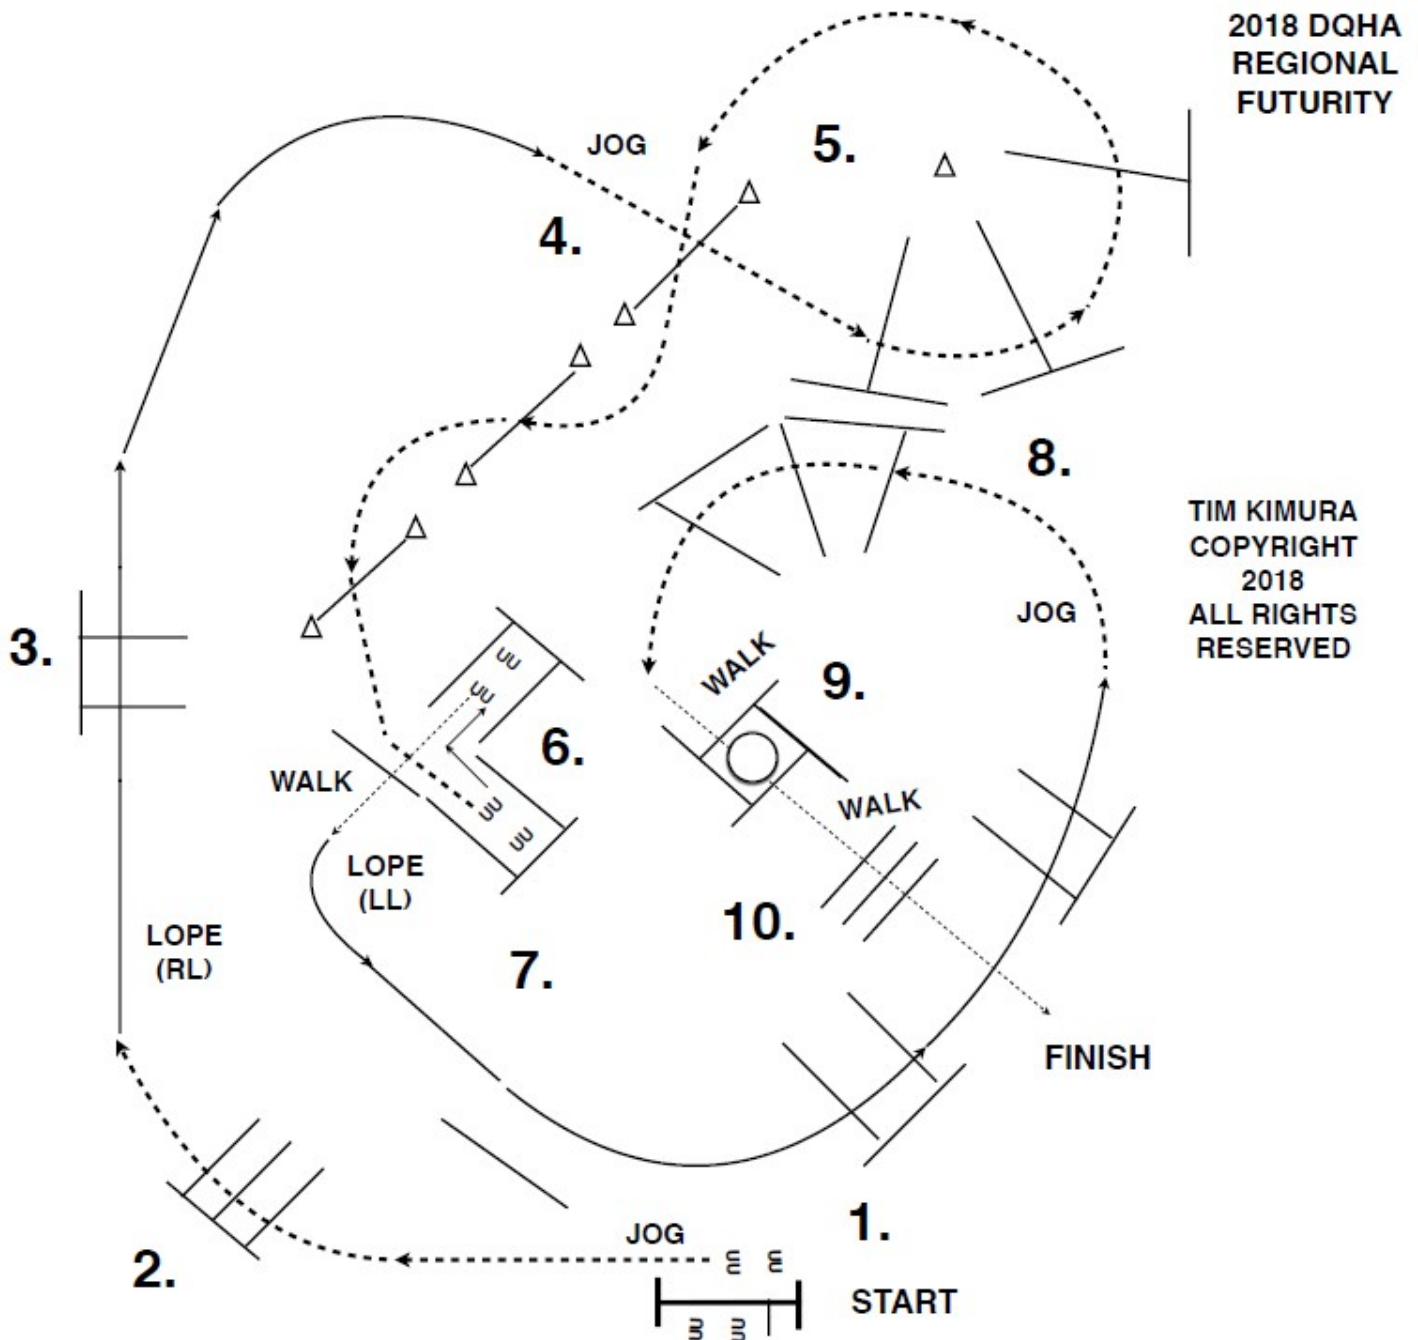 2018 DQHA
REGIONAL
FUTURITY
JOG
5.
4.
8.
TIM KIMURA
COPYRIGHT
2018
ALL RIGHTS
RESERVED
JOG
3.
WALK
9.
6.
WALK
WALK
LOPE
(LL)
10.
LOPE
(RL)
7.
FINISH
1.
JOG
2.
START